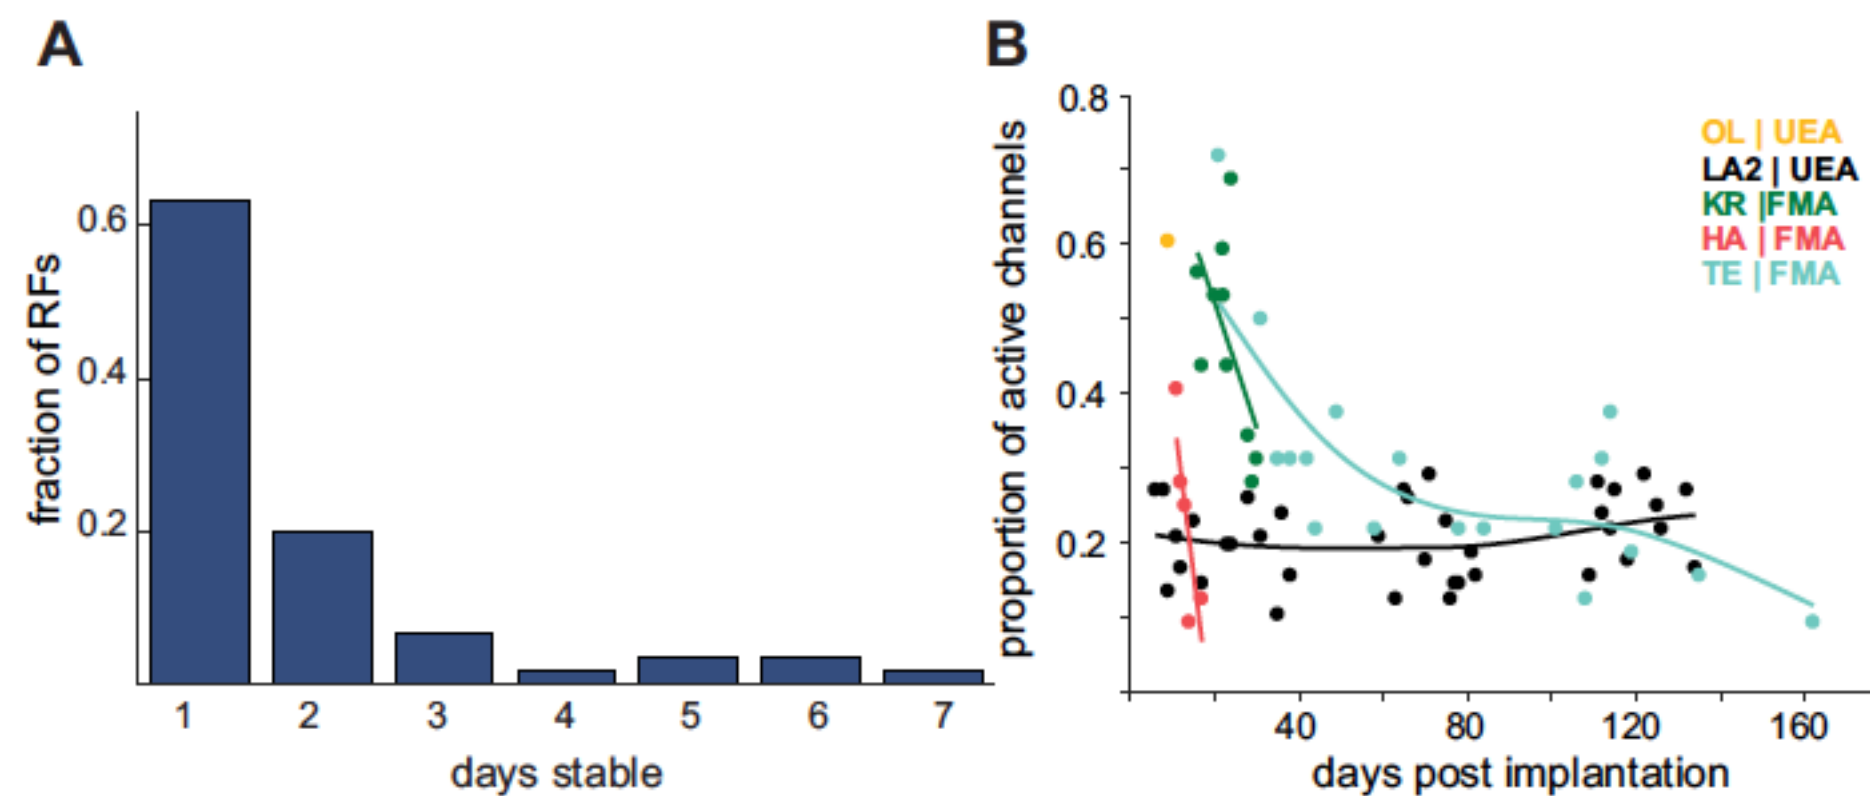 A
fraction of RFs
0.6
0.4
0.2
1 2 3 4 5 6 7
days stable
B
proportion of active channels
0.8
0.6
0.4
0.2
OL | UEA
LA2 | UEA
KR |FMA
HA | FMA
TE | FMA
40 80 120 160
days post implantation